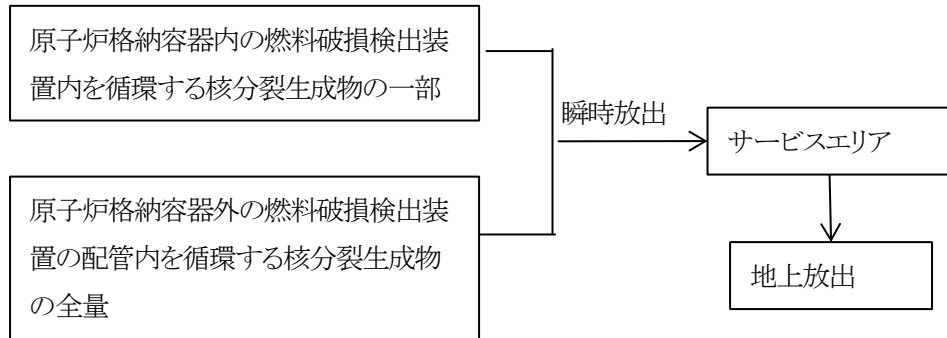 原子炉格納容器内の燃料破損検出装
置内を循環する核分裂生成物の一部
瞬時放出
サービスエリア
原子炉格納容器外の燃料破損検出装
置の配管内を循環する核分裂生成物
の全量
地上放出